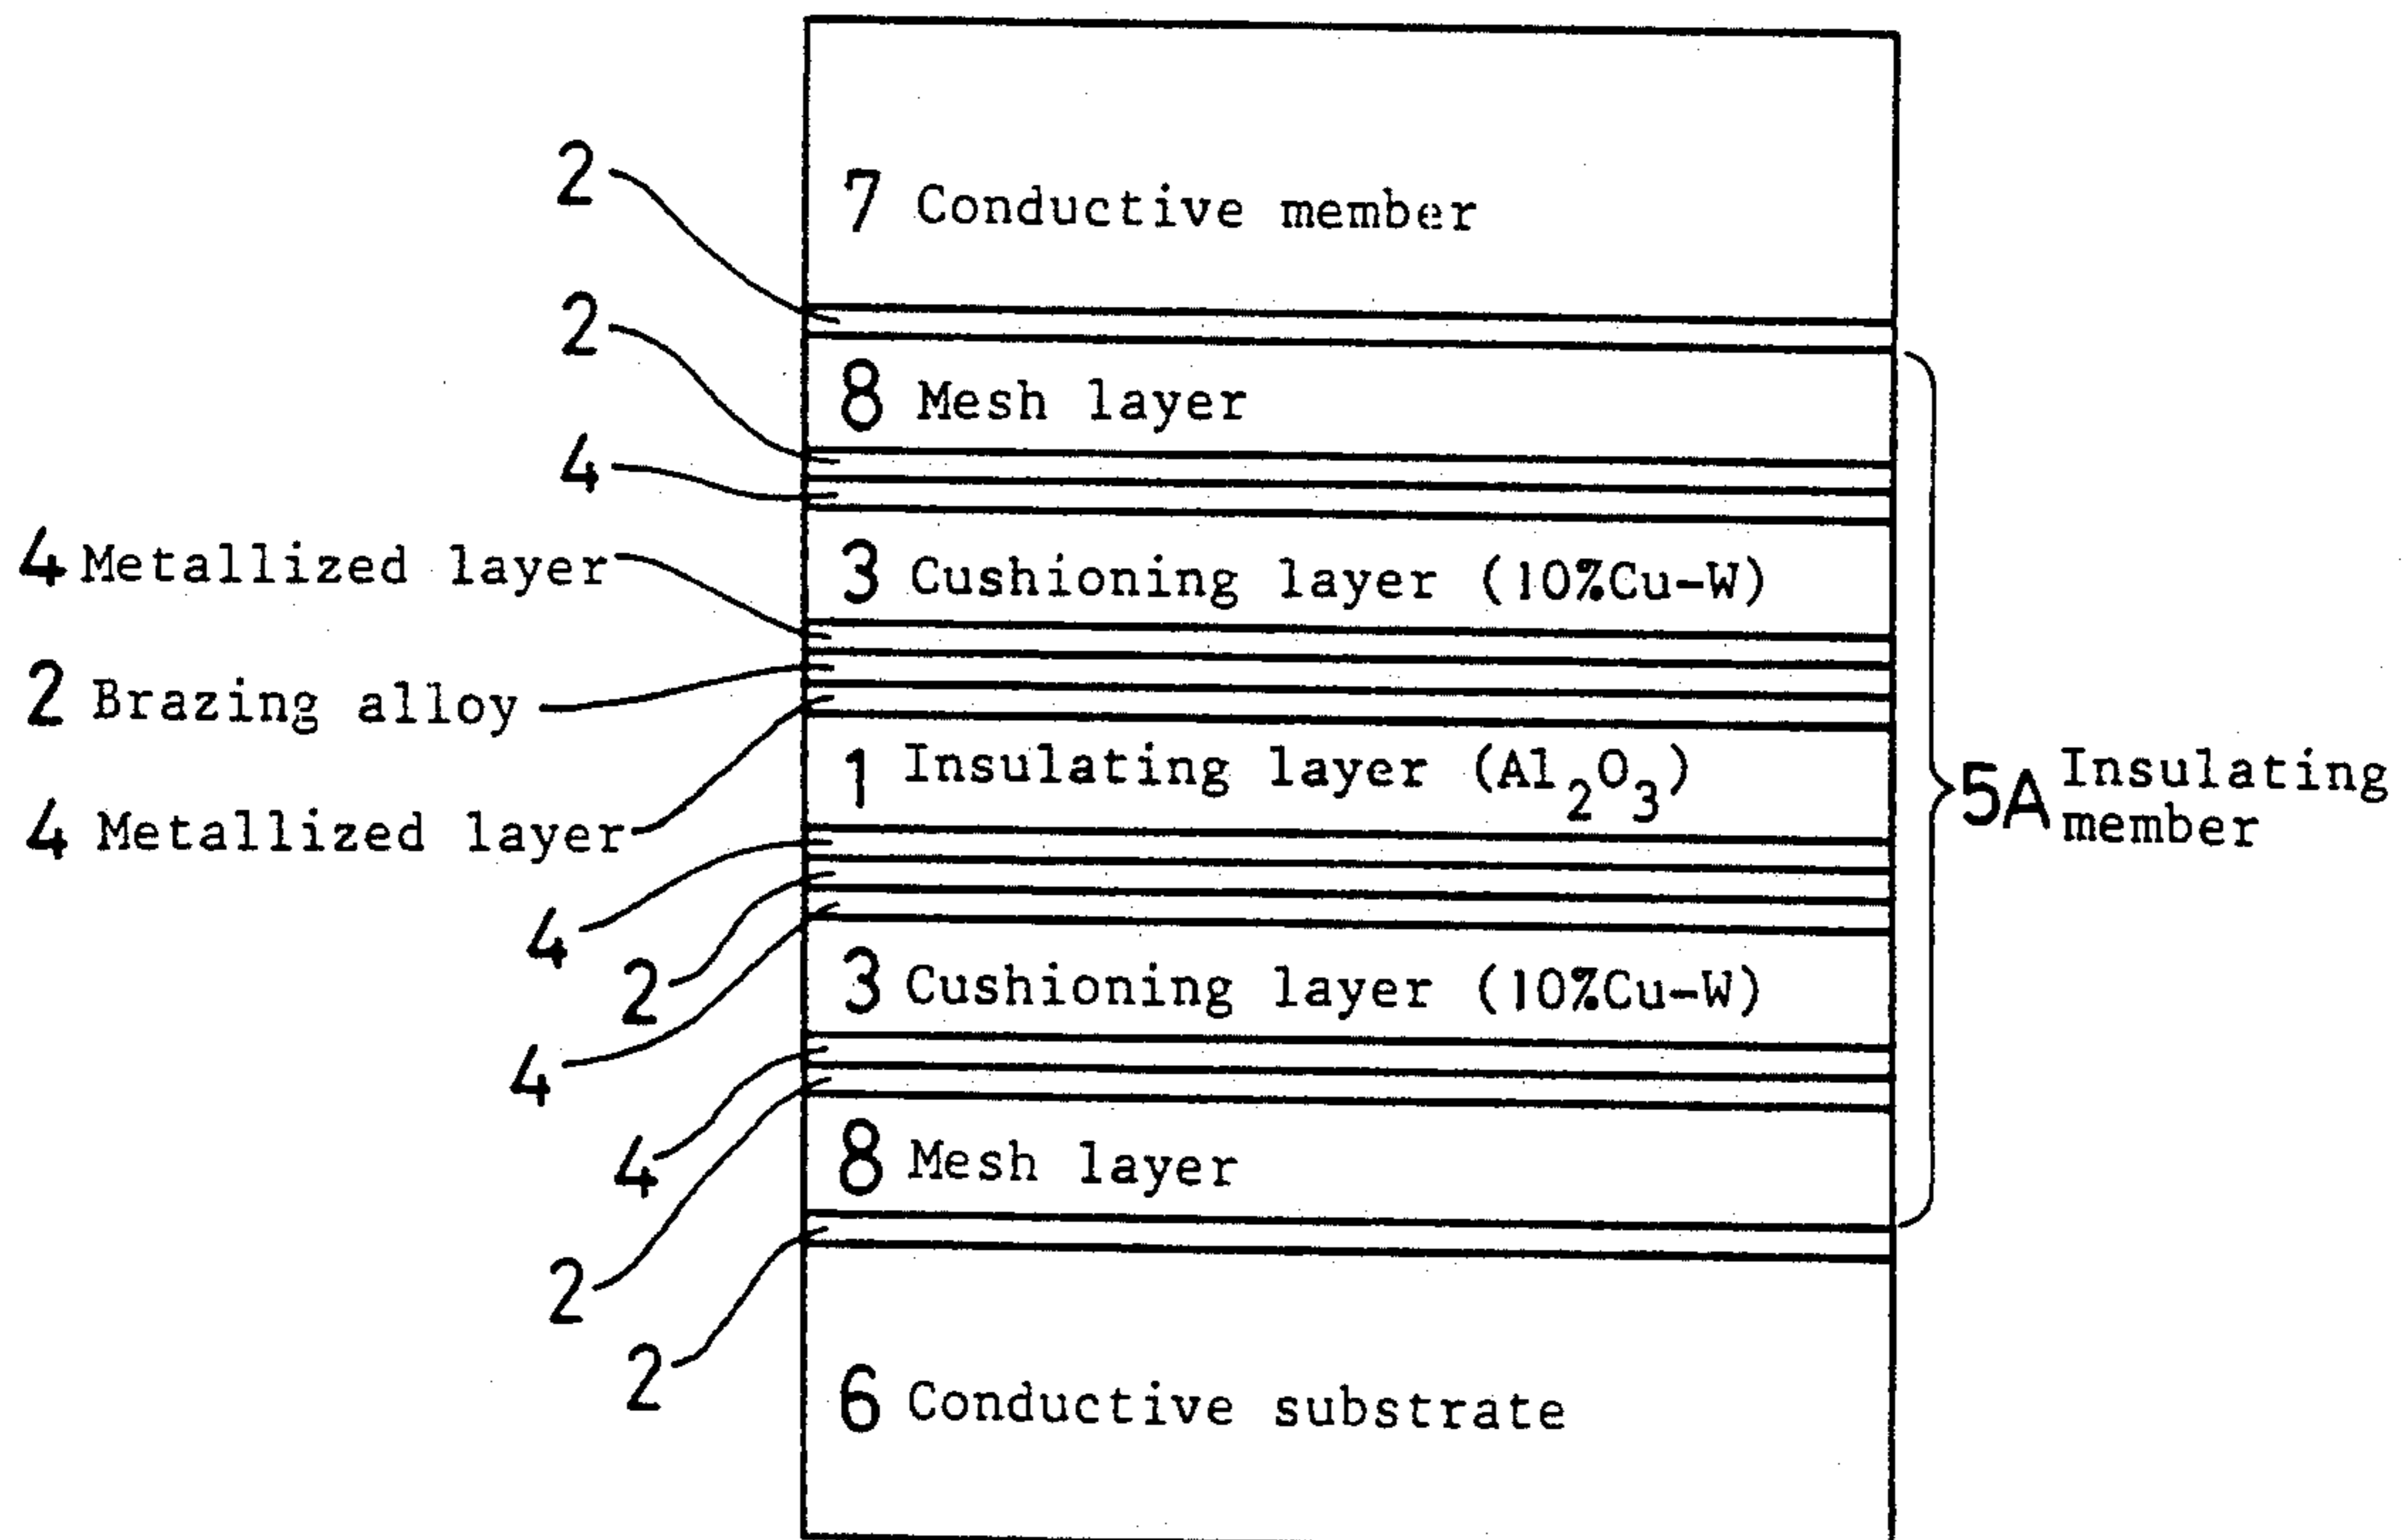 2
7 Conductive member
2
8 Mesh layer
4
4 Metallized layer
3 Cushioning layer (10%Cu-W)
2 Brazing alloy
1 Insulating layer (Al2O3)
5A Insulating
member
4 Metallized layer
4
2
3 Cushioning layer (10%Cu-W)
4
4
8 Mesh layer
2
2
6 Conductive substrate